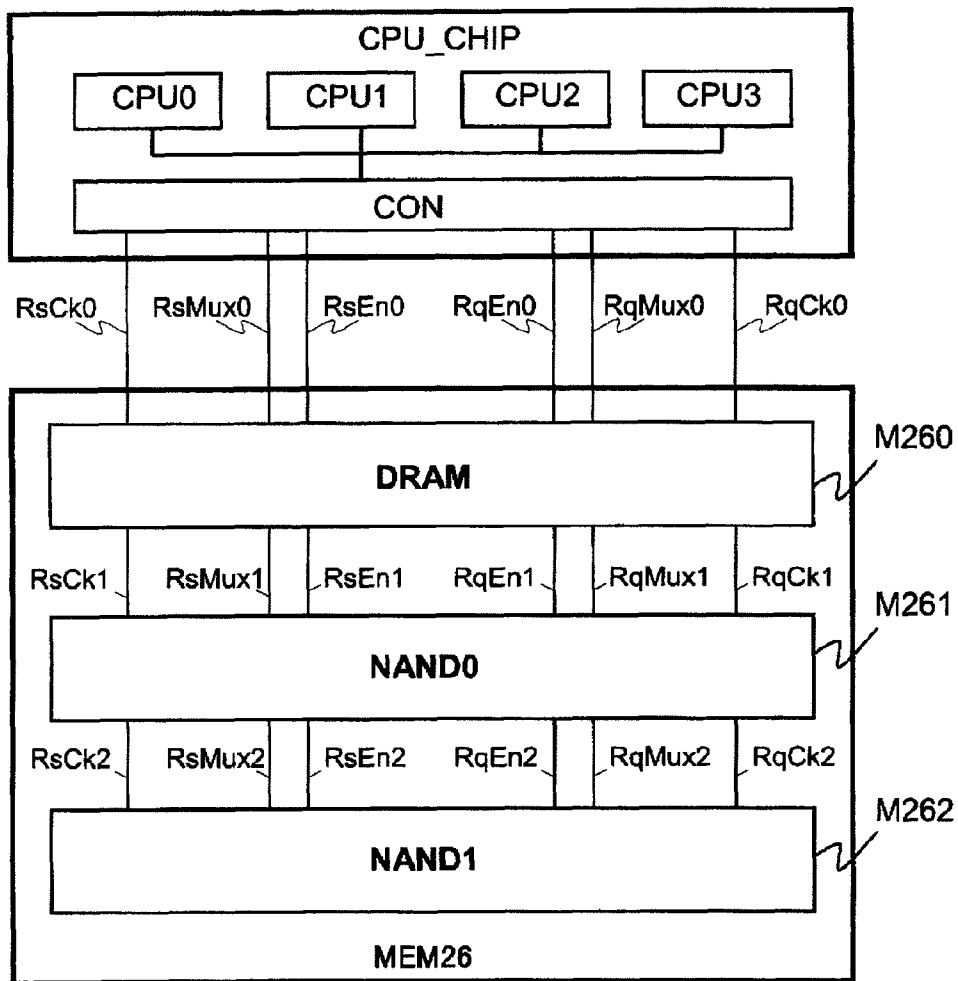 CPU_CHIP
CPU0 CPU1 CPU2 CPU3
CON
RsCk0 RsMux0 RsEn0 RqEn0 RqMux0 RqCk0
M260
DRAM
RsCk1 RsMux1 RsEn1 RqEn1 RqMux1 RqCk1
M261
NAND0
RsCk2 RsMux2 RsEn2 RqEn2 RqMux2 RqCk2
M262
NAND1
MEM26